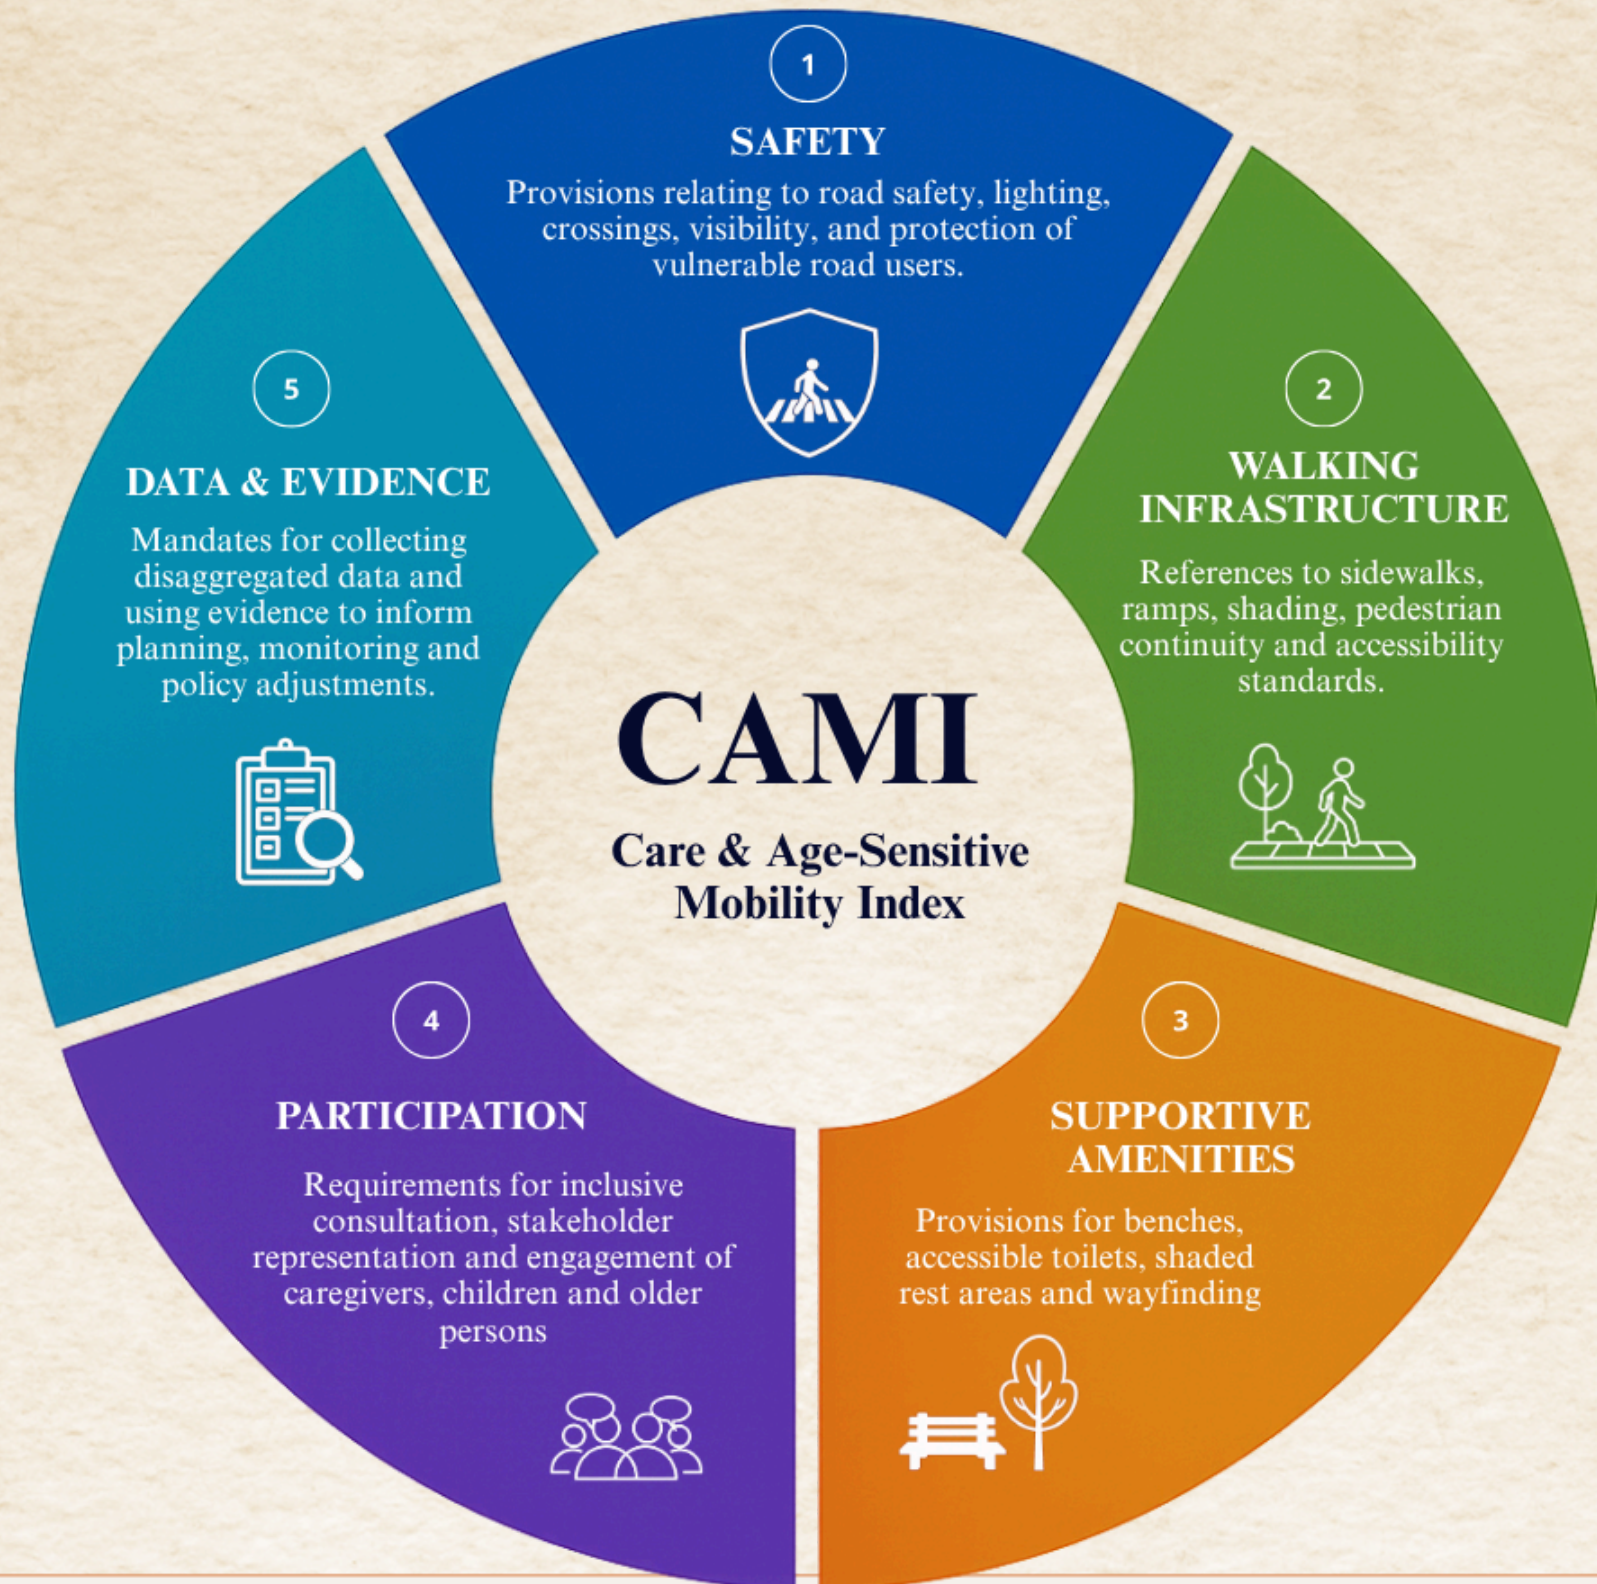 1
SAFETY
Provisions relating to road safety, lighting,
crossings, visibility, and protection of
vulnerable road users.
2
WALKING
INFRASTRUCTURE
References to sidewalks,
ramps, shading, pedestrian
continuity and accessibility
standards.
3
SUPPORTIVE
AMENITIES
Provisions for benches,
accessible toilets, shaded
rest areas and wayfinding
4
PARTICIPATION
Requirements for inclusive
consultation, stakeholder
representation and engagement of
caregivers, children and older
persons
5
DATA & EVIDENCE
Mandates for collecting
disaggregated data and
using evidence to inform
planning, monitoring and
policy adjustments.
CAMI
Care & Age-Sensitive
Mobility Index